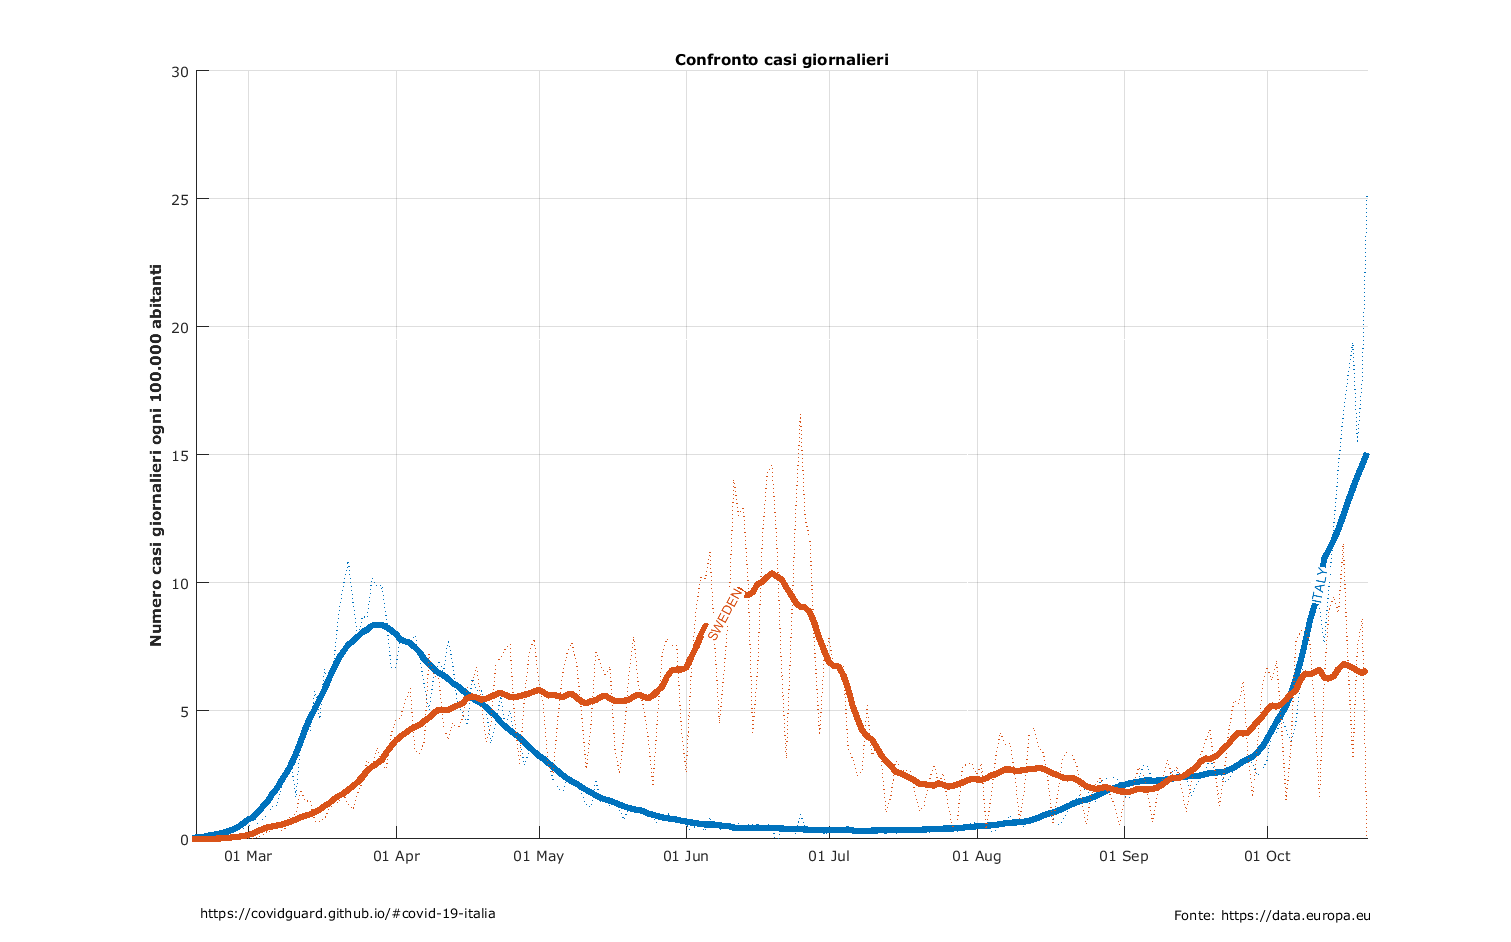 Confronto casi giornalieri
Numero casi giornalieri ogni 100.000 abitanti
30
25
20
15
10
5
0
SWEDEN
ITALY
01 Mar
01 Apr
01 May
01 Jun
01 Jul
01 Aug
01 Sep
01 Oct
https://covidguard.github.io/#covid-19-italia
Fonte: https://data.europa.eu